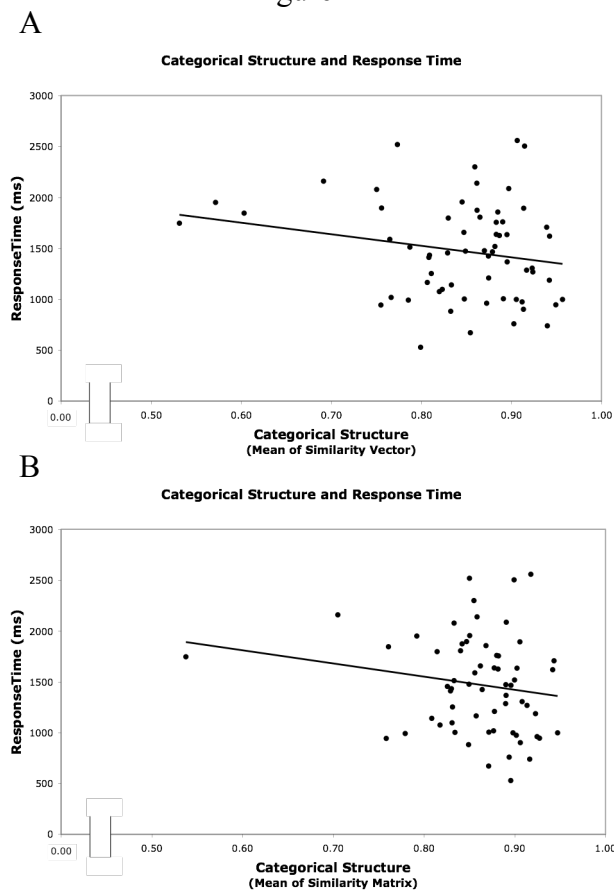 A
Categorical Structure and Response Time
3000
2500
2000
1500
1000
500
0
ResponseTime (ms)
0.00 0.50 0.60 0.70 0.80 0.90 1.00
Categorical Structure
(Mean of Similarity Vector)
B
Categorical Structure and Response Time
3000
2500
2000
1500
1000
500
0
ResponseTime (ms)
0.00 0.50 0.60 0.70 0.80 0.90 1.00
Categorical Structure
(Mean of Similarity Matrix)